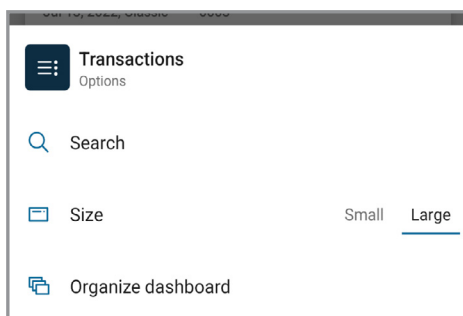 Transactions
Options
Search
Size Small Large
Organize dashboard